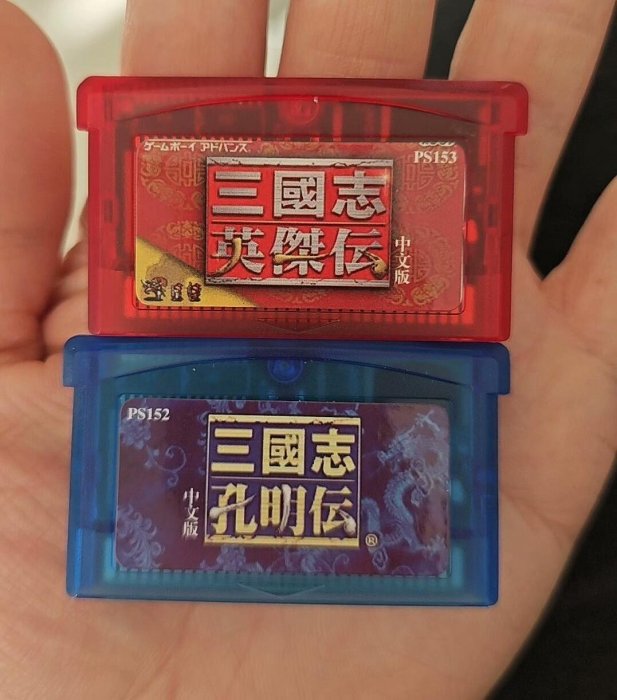 ゲームボーイ アドバンス
PS153
三國志
英傑伝
中文版
PS152
三國志
孔明伝
中文版
®